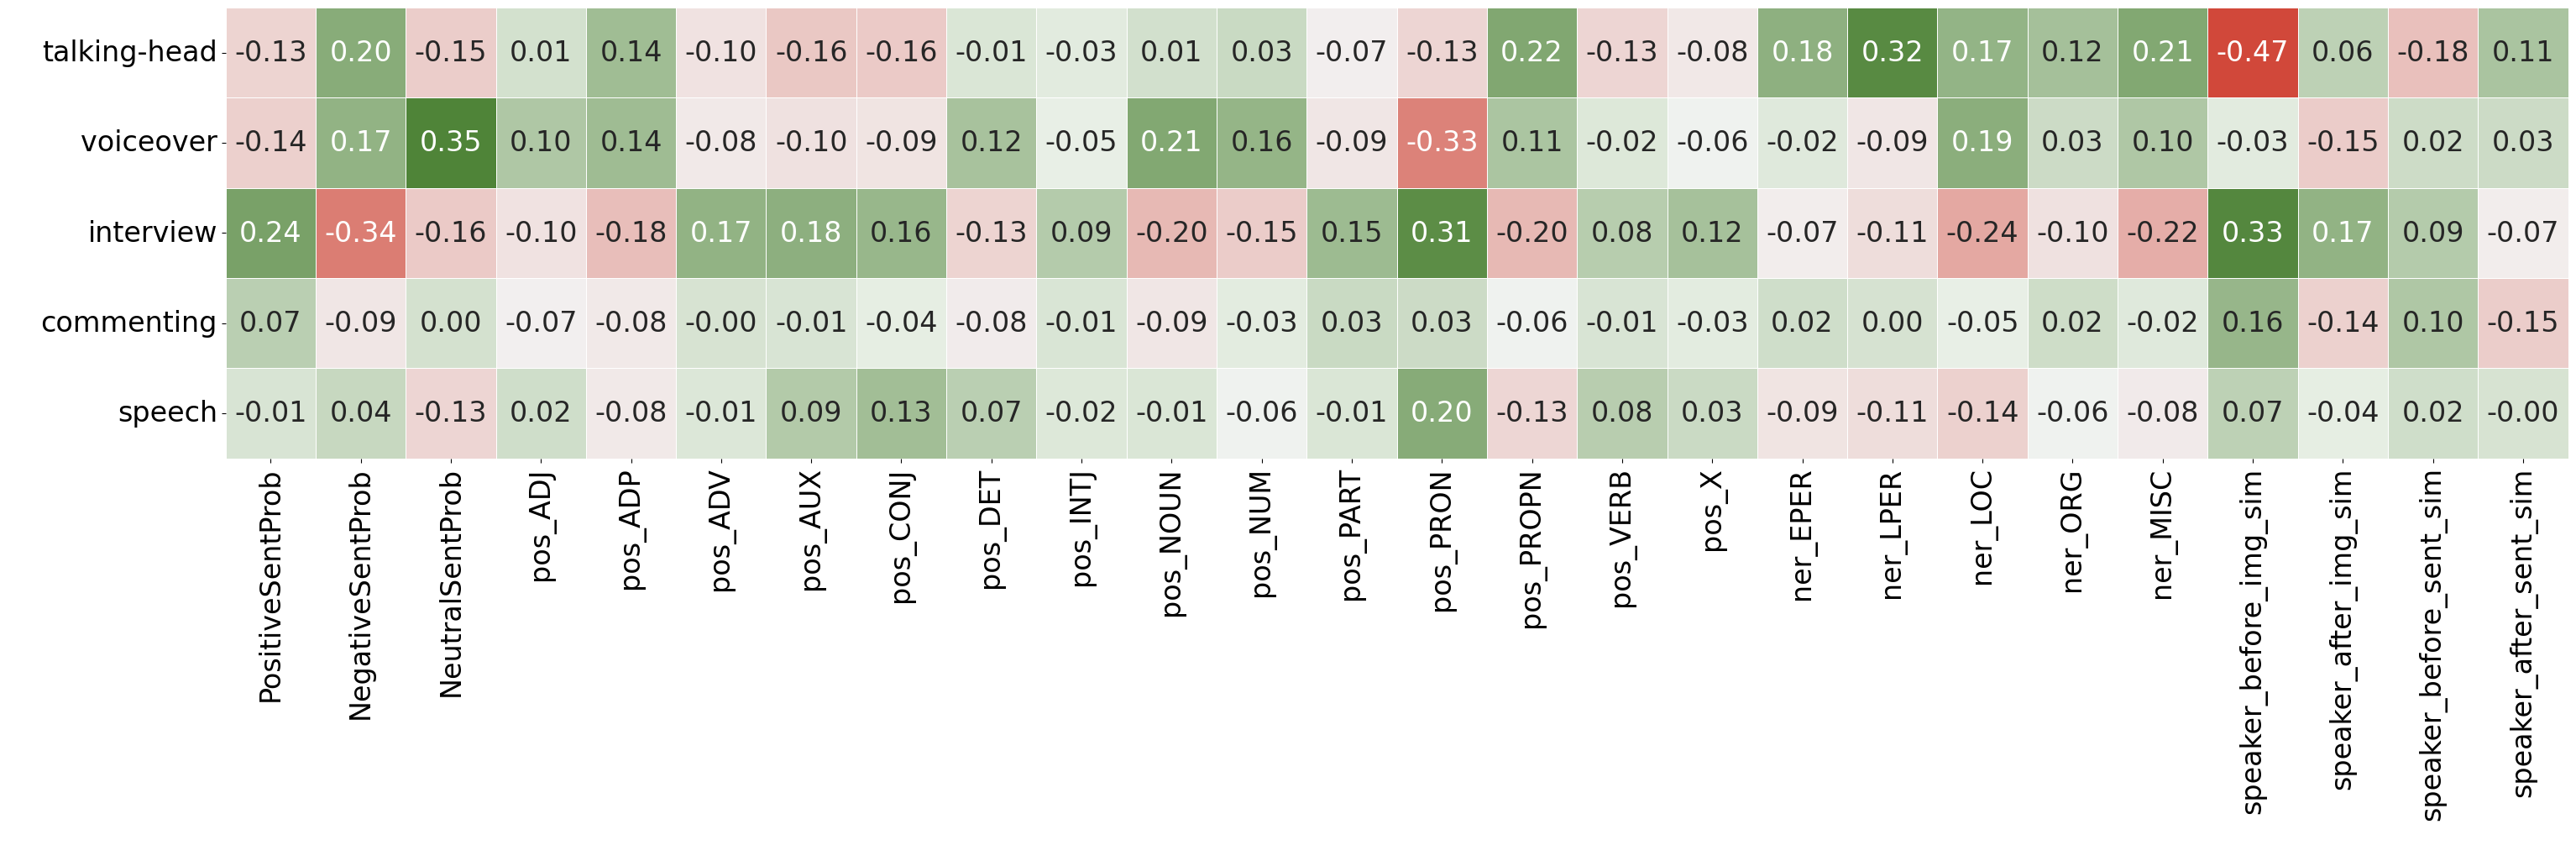 talking-head -0.13 0.20 -0.15 0.01 0.14 -0.10 -0.16 -0.16 -0.01 -0.03 0.01 0.03 -0.07 -0.13 0.22 -0.13 -0.08 0.18 0.32 0.17 0.12 0.21 -0.47 0.06 -0.18 0.11
voiceover -0.14 0.17 0.35 0.10 0.14 -0.08 -0.10 -0.09 0.12 -0.05 0.21 0.16 -0.09 -0.33 0.11 -0.02 -0.06 -0.02 -0.09 0.19 0.03 0.10 -0.03 -0.15 0.02 0.03
interview 0.24 -0.34 -0.16 -0.10 -0.18 0.17 0.18 0.16 -0.13 0.09 -0.20 -0.15 0.15 0.31 -0.20 0.08 0.12 -0.07 -0.11 -0.24 -0.10 -0.22 0.33 0.17 0.09 -0.07
commenting 0.07 -0.09 0.00 -0.07 -0.08 -0.00 -0.01 -0.04 -0.08 -0.01 -0.09 -0.03 0.03 0.03 -0.06 -0.01 -0.03 0.02 0.00 -0.05 0.02 -0.02 0.16 -0.14 0.10 -0.15
speech -0.01 0.04 -0.13 0.02 -0.08 -0.01 0.09 0.13 0.07 -0.02 -0.01 -0.06 -0.01 0.20 -0.13 0.08 0.03 -0.09 -0.11 -0.14 -0.06 -0.08 0.07 -0.04 0.02 -0.00
PositiveSentProb
NegativeSentProb
NeutralSentProb
pos_ADJ
pos_ADP
pos_ADV
pos_AUX
pos_CONJ
pos_DET
pos_INTJ
pos_NOUN
pos_NUM
pos_PART
pos_PRON
pos_PROPN
pos_VERB
pos_X
ner_EPER
ner_LPER
ner_LOC
ner_ORG
ner_MISC
speaker_before_img_sim
speaker_after_img_sim
speaker_before_sent_sim
speaker_after_sent_sim